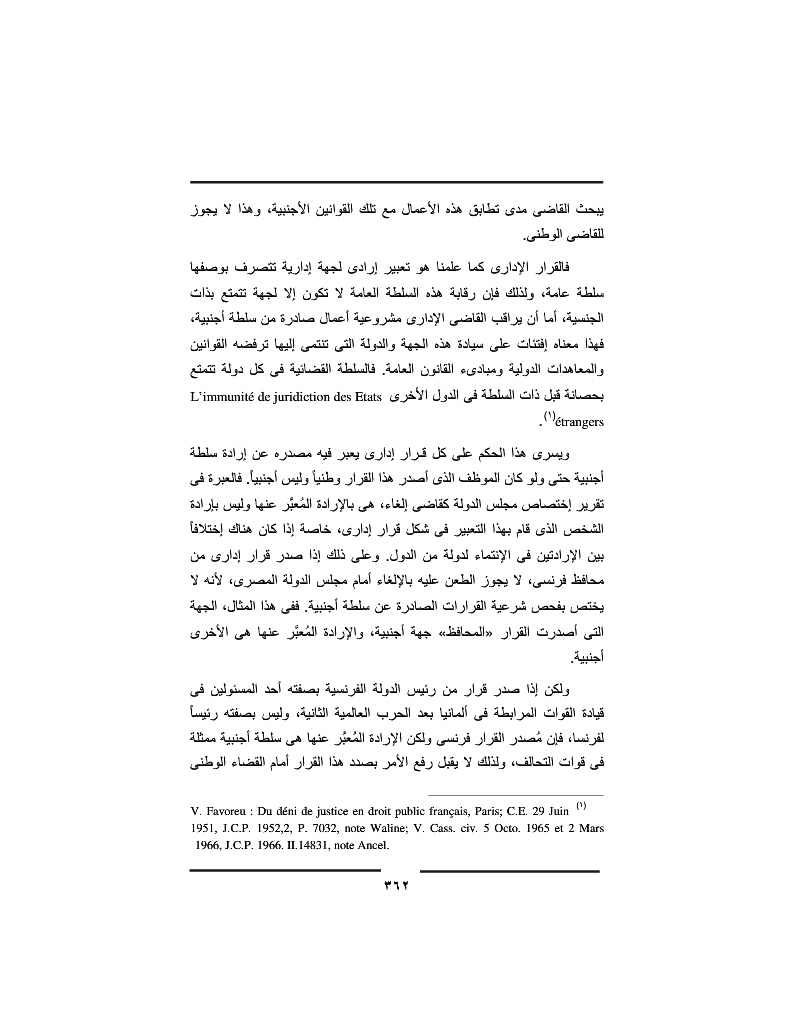 يبحث القاضى مدى تطابق هذه الأعمال مع تلك القوانين الأجنبية، وهذا لا يجوز
للقاضى الوطنى.
فالقرار الإدارى كما علمنا هو تعبير إرادى لجهة إدارية تتصرف بوصفها
سلطة عامة، ولذلك فإن رقابة هذه السلطة العامة لا تكون إلا لجهة تتمتع بذات
الجنسية، أما أن يراقب القاضى الإدارى مشروعية أعمال صادرة من سلطة أجنبية،
فهذا معناه إفتئات على سيادة هذه الجهة والدولة التى تنتمى إليها ترفضه القوانين
والمعاهدات الدولية ومبادىء القانون العامة. فالسلطة القضائية فى كل دولة تتمتع
بحصانة قبل ذات السلطة فى الدول الأخرى L’immunité de juridiction des Etats
étrangers(١).
ويسرى هذا الحكم على كل قـرار إدارى يعبر فيه مصدره عن إرادة سلطة
أجنبية حتى ولو كان الموظف الذى أصدر هذا القرار وطنياً وليس أجنبياً. فالعبرة فى
تقرير إختصاص مجلس الدولة كقاضى إلغاء، هى بالإرادة المُعبَّر عنها وليس بإرادة
الشخص الذى قام بهذا التعبير فى شكل قرار إدارى، خاصة إذا كان هناك إختلافاً
بين الإرادتين فى الإنتماء لدولة من الدول. وعلى ذلك إذا صدر قرار إدارى من
محافظ فرنسى، لا يجوز الطعن عليه بالإلغاء أمام مجلس الدولة المصرى، لأنه لا
يختص بفحص شرعية القرارات الصادرة عن سلطة أجنبية. ففى هذا المثال، الجهة
التى أصدرت القرار «المحافظ» جهة أجنبية، والإرادة المُعبَّر عنها هى الأخرى
أجنبية.
ولكن إذا صدر قرار من رئيس الدولة الفرنسية بصفته أحد المسئولين فى
قيادة القوات المرابطة فى ألمانيا بعد الحرب العالمية الثانية، وليس بصفته رئيساً
لفرنسا، فإن مُصدر القرار فرنسى ولكن الإرادة المُعبَّر عنها هى سلطة أجنبية ممثلة
فى قوات التحالف، ولذلك لا يقبل رفع الأمر بصدد هذا القرار أمام القضاء الوطنى
(١) V. Favoreu : Du déni de justice en droit public français, Paris; C.E. 29 Juin
1951, J.C.P. 1952,2, P. 7032, note Waline; V. Cass. civ. 5 Octo. 1965 et 2 Mars
1966, J.C.P. 1966. II.14831, note Ancel.
٣٦٢